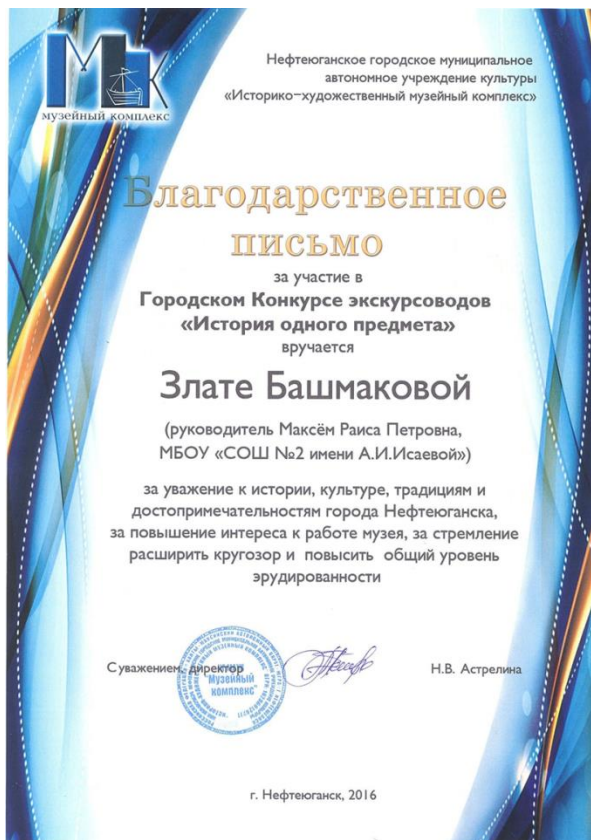 Мк
музейный комплекс
Нефтеюганское городское муниципальное
автономное учреждение культуры
«Историко-художественный музейный комплекс»
Благодарственное
письмо
за участие в
Городском Конкурсе экскурсоводов
«История одного предмета»
вручается
Злате Башмаковой
(руководитель Максём Раиса Петровна,
МБОУ «СОШ №2 имени А.И.Исаевой»)
за уважение к истории, культуре, традициям и
достопримечательностям города Нефтеюганска,
за повышение интереса к работе музея, за стремление
расширить кругозор и повысить общий уровень
эрудированности
С уважением, директор
"Музейный
комплекс"
Н.В. Астрелина
г. Нефтеюганск, 2016